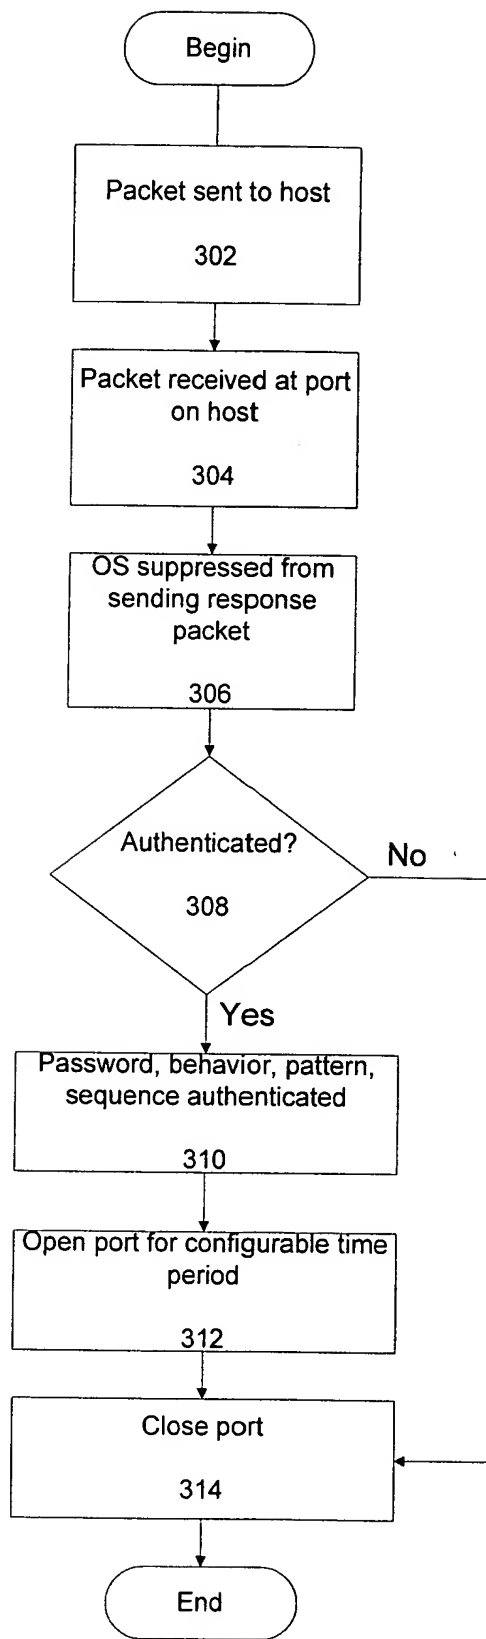 Begin
Packet sent to host
302
Packet received at port
on host
304
OS suppressed from
sending response
packet
306
Authenticated?
308
No
Yes
Password, behavior, pattern,
sequence authenticated
310
Open port for configurable time
period
312
Close port
314
End